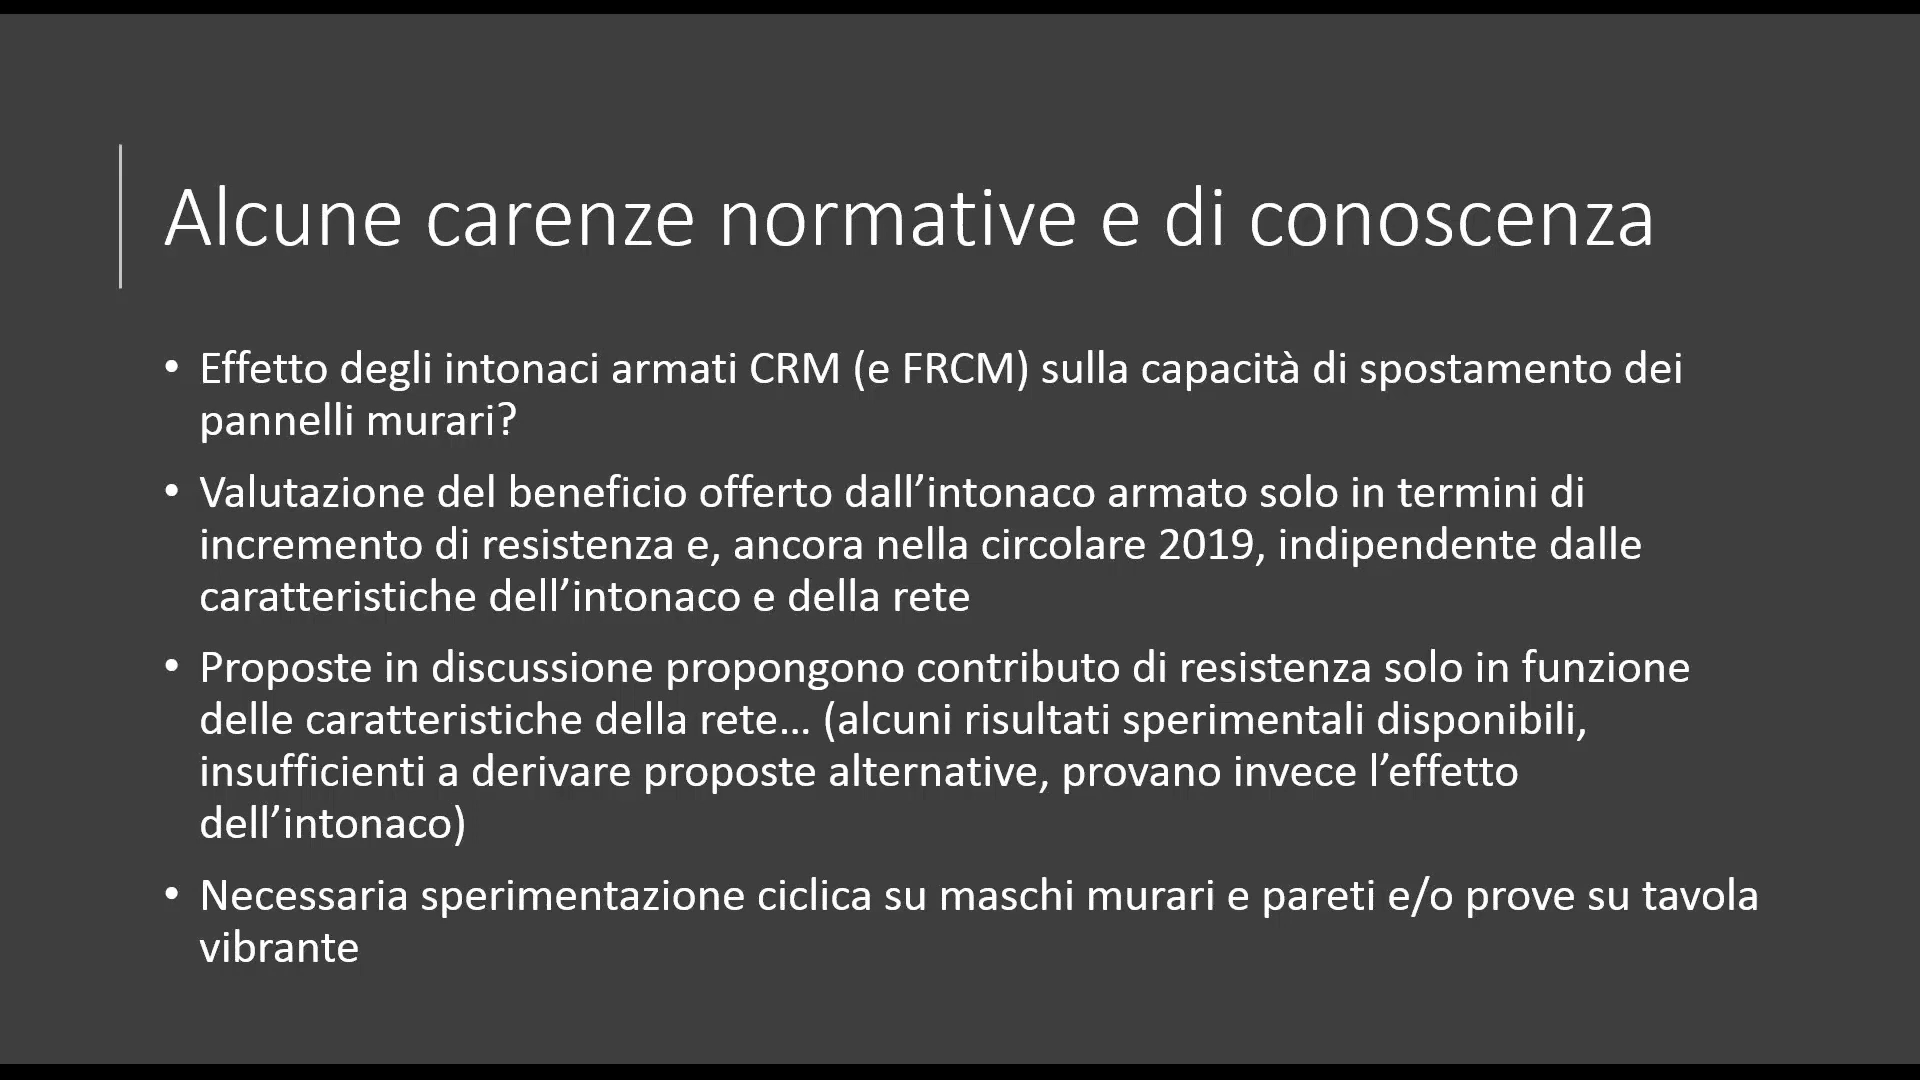 Alcune carenze normative e di conoscenza
• Effetto degli intonaci armati CRM (e FRCM) sulla capacità di spostamento dei
pannelli murari?
• Valutazione del beneficio offerto dall’intonaco armato solo in termini di
incremento di resistenza e, ancora nella circolare 2019, indipendente dalle
caratteristiche dell’intonaco e della rete
• Proposte in discussione propongono contributo di resistenza solo in funzione
delle caratteristiche della rete… (alcuni risultati sperimentali disponibili,
insufficienti a derivare proposte alternative, provano invece l’effetto
dell’intonaco)
• Necessaria sperimentazione ciclica su maschi murari e pareti e/o prove su tavola
vibrante